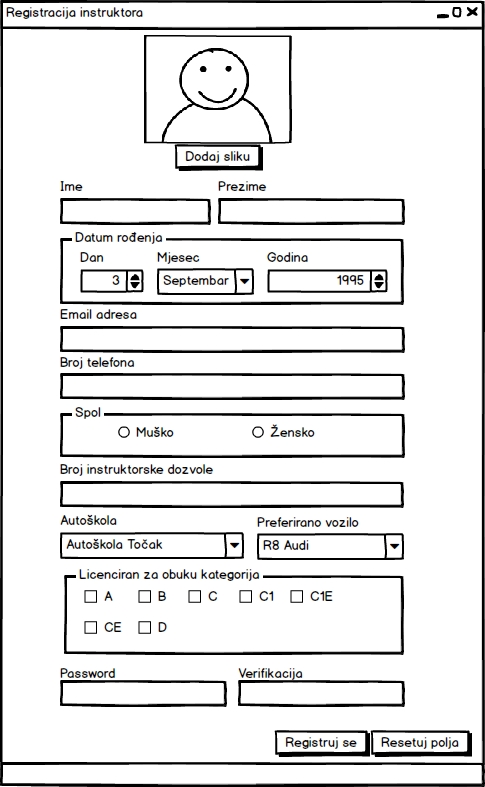 Registracija instruktora
Dodaj sliku
Ime Prezime
Datum rođenja
Dan Mjesec Godina
3 Septembar 1995
Email adresa
Broj telefona
Spol
Muško Žensko
Broj instruktorske dozvole
Autoškola Preferirano vozilo
Autoškola Točak R8 Audi
Licenciran za obuku kategorija
A B C C1 C1E
CE D
Password Verifikacija
Registruj se Resetuj polja